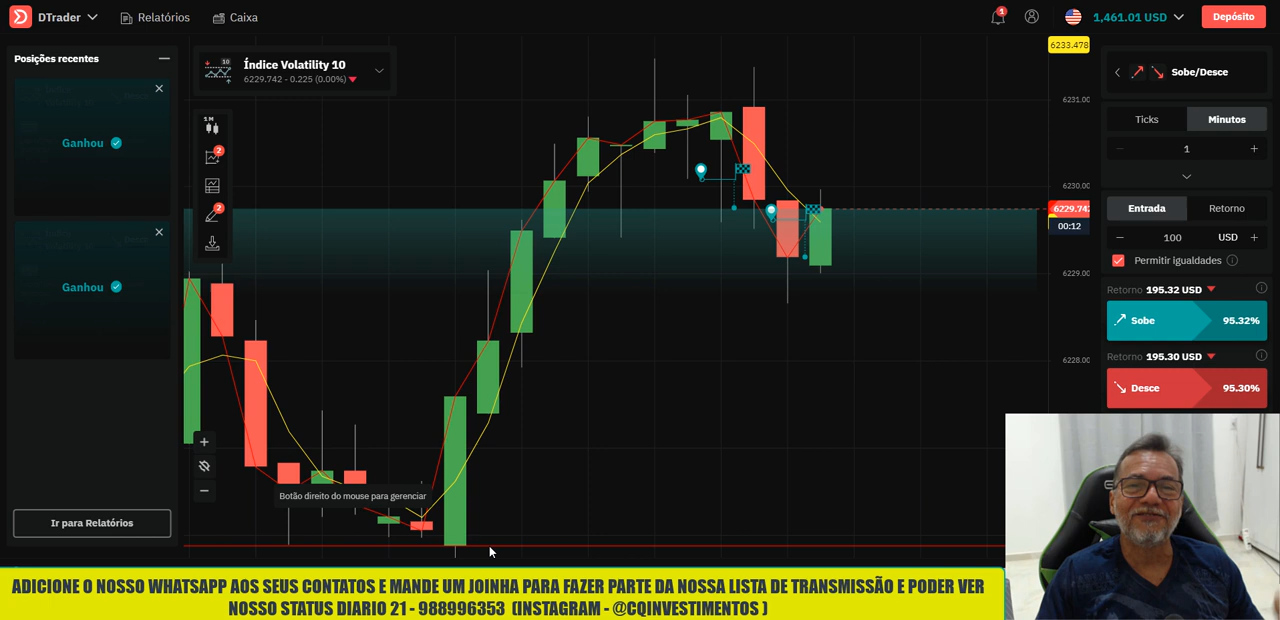 DTrader
Relatórios
Caixa
1
1,461.01 USD
Depósito
Posições recentes
Ganhou
Ganhou
Ir para Relatórios
10
Índice Volatility 10
6229.742 - 0.225 (0.00%)
1 M
2
2
Botão direito do mouse para gerenciar
6233.478
6231.00
6230.00
6229.742
00:12
6229.00
6228.00
Sobe/Desce
Ticks
Minutos
1
Entrada
Retorno
100
USD
Permitir igualdades
Retorno 195.32 USD
Sobe
95.32%
Retorno 195.30 USD
Desce
95.30%
ADICIONE O NOSSO WHATSAPP AOS SEUS CONTATOS E MANDE UM JOINHA PARA FAZER PARTE DA NOSSA LISTA DE TRANSMISSÃO E PODER VER
NOSSO STATUS DIARIO 21 - 988996353 (INSTAGRAM - @CQINVESTIMENTOS )